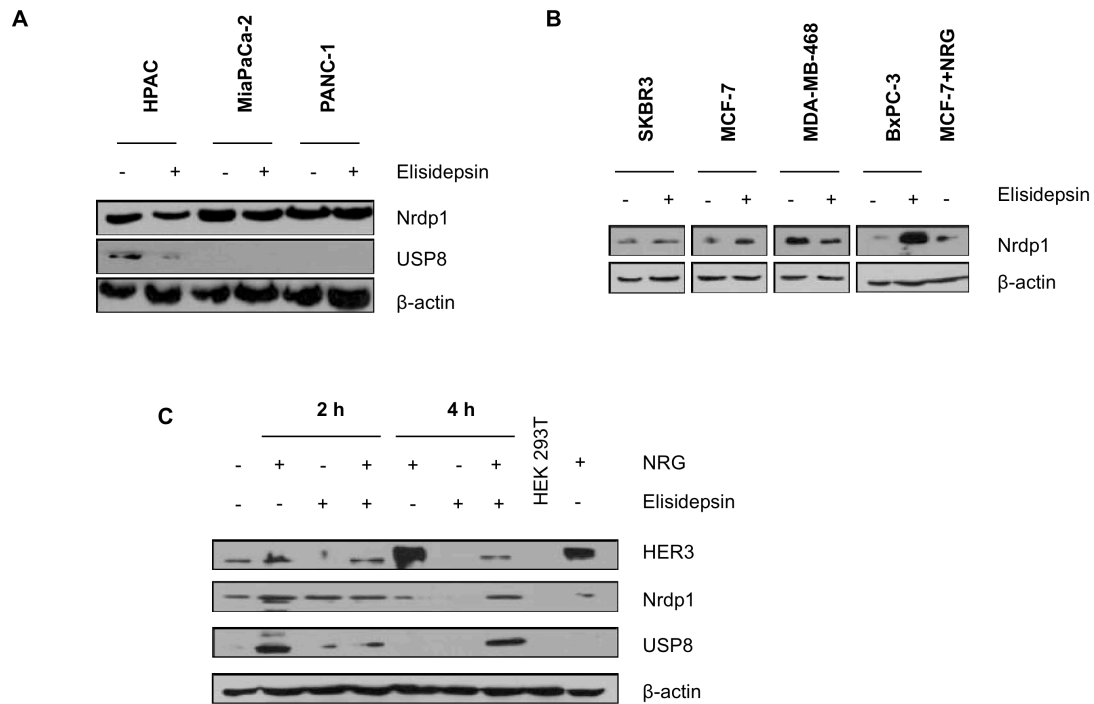 A
HPAC
MiaPaCa-2
PANC-1
- + - + - + Elisidepsin
Nrdp1
USP8
β-actin
B
SKBR3
MCF-7
MDA-MB-468
BxPC-3
MCF-7+NRG
- + - + - + - + - Elisidepsin
Nrdp1
β-actin
C
2 h 4 h
HEK 293T
- + - + + - + + NRG
- - + + - + + - Elisidepsin
HER3
Nrdp1
USP8
β-actin